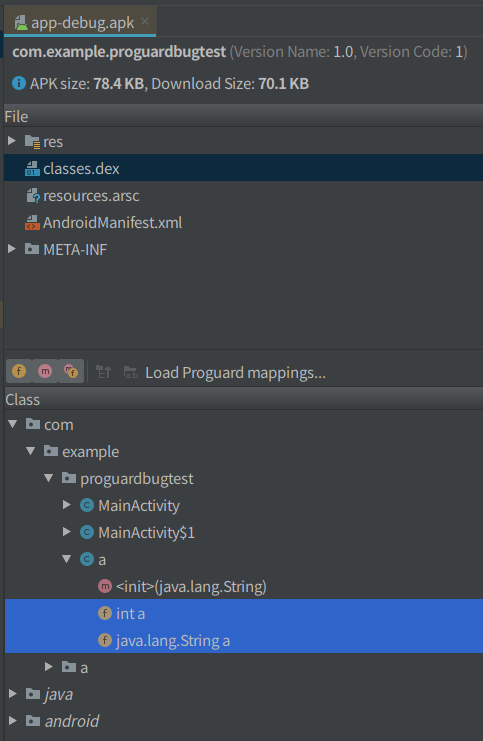 app-debug.apk
com.example.proguardbugtest (Version Name: 1.0, Version Code: 1)
APK size: 78.4 KB, Download Size: 70.1 KB
File
res
classes.dex
resources.arsc
AndroidManifest.xml
META-INF
Load Proguard mappings...
Class
com
example
proguardbugtest
MainActivity
MainActivity$1
a
<init>(java.lang.String)
int a
java.lang.String a
a
java
android